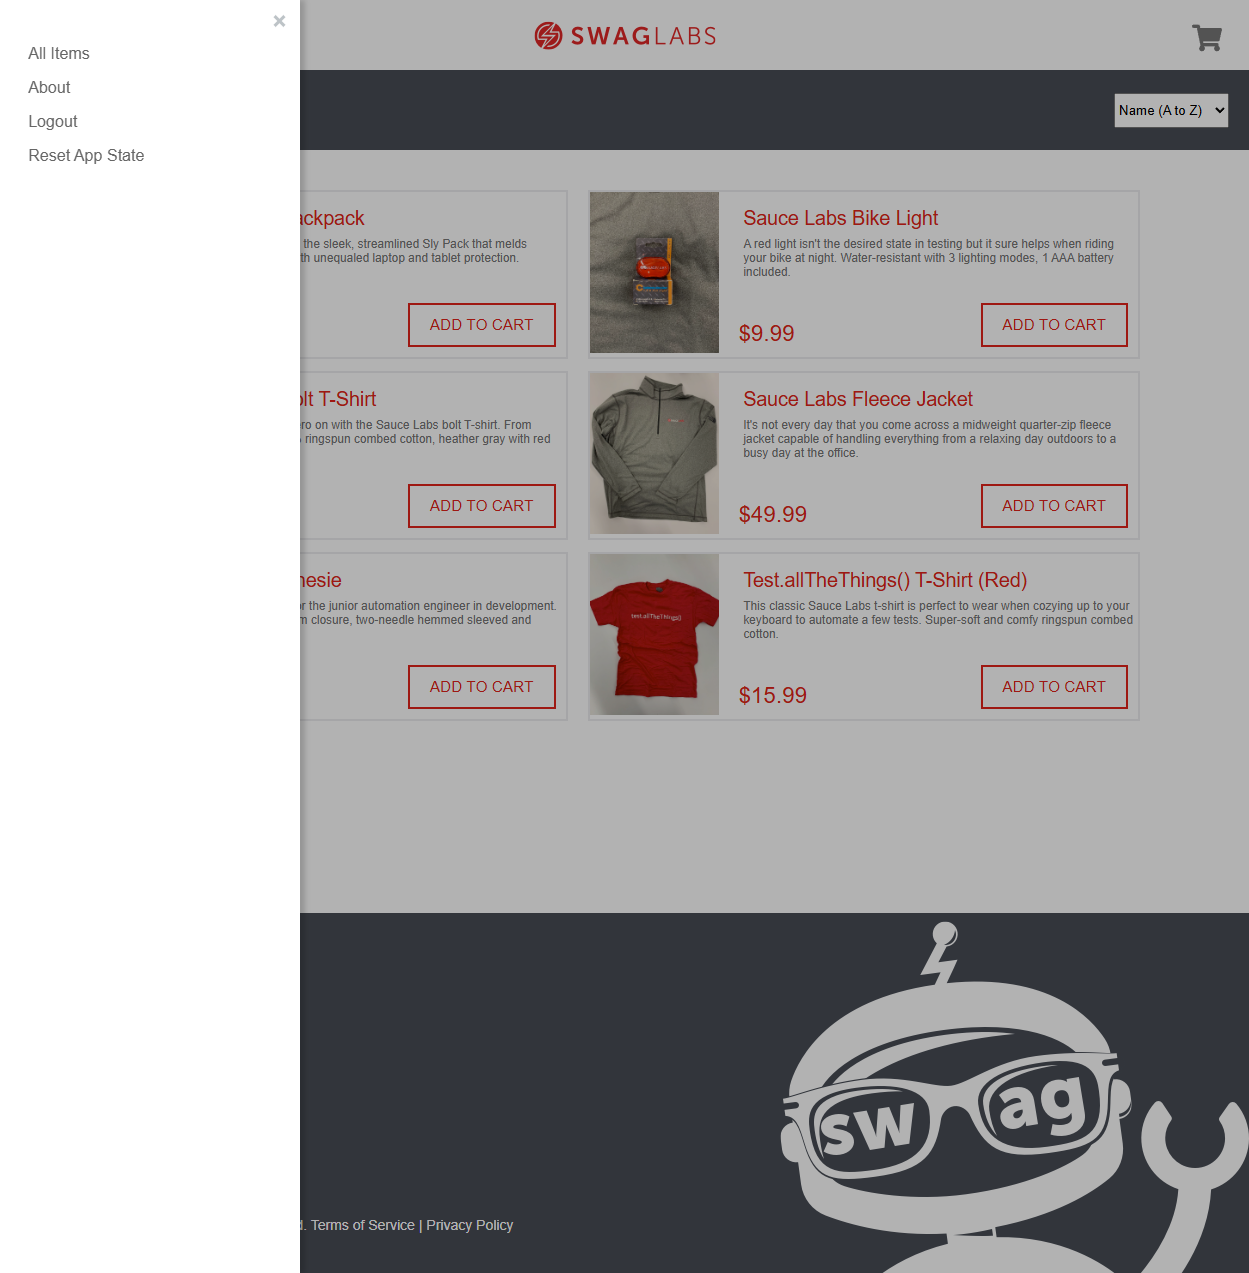 ×
All Items
About
Logout
Reset App State
SWAGLABS
Name (A to Z)
ackpack
the sleek, streamlined Sly Pack that melds
th unequaled laptop and tablet protection.
ADD TO CART
Sauce Labs Bike Light
A red light isn't the desired state in testing but it sure helps when riding
your bike at night. Water-resistant with 3 lighting modes, 1 AAA battery
included.
$9.99
ADD TO CART
olt T-Shirt
ero on with the Sauce Labs bolt T-shirt. From
ringspun combed cotton, heather gray with red
ADD TO CART
Sauce Labs Fleece Jacket
It's not every day that you come across a midweight quarter-zip fleece
jacket capable of handling everything from a relaxing day outdoors to a
busy day at the office.
$49.99
ADD TO CART
nesie
or the junior automation engineer in development.
m closure, two-needle hemmed sleeved and
ADD TO CART
test.allTheThings()
Test.allTheThings() T-Shirt (Red)
This classic Sauce Labs t-shirt is perfect to wear when cozying up to your
keyboard to automate a few tests. Super-soft and comfy ringspun combed
cotton.
$15.99
ADD TO CART
sw ag
d. Terms of Service | Privacy Policy